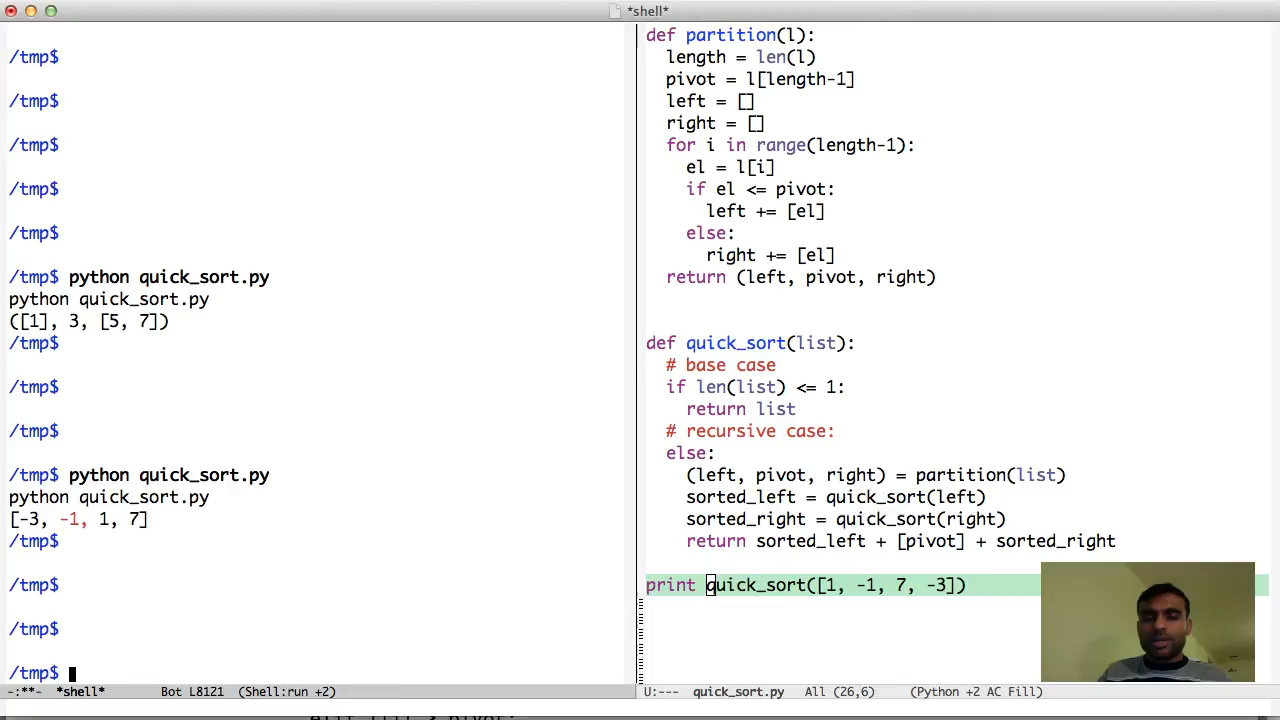 *shell*
/tmp$
/tmp$
/tmp$
/tmp$
/tmp$
/tmp$ python quick_sort.py
python quick_sort.py
([1], 3, [5, 7])
/tmp$
/tmp$
/tmp$
/tmp$ python quick_sort.py
python quick_sort.py
[-3, -1, 1, 7]
/tmp$
/tmp$
/tmp$
/tmp$
-:**-  *shell*  Bot L8121  (Shell:run +2)
def partition(l):
  length = len(l)
  pivot = l[length-1]
  left = []
  right = []
  for i in range(length-1):
    el = l[i]
    if el <= pivot:
      left += [el]
    else:
      right += [el]
  return (left, pivot, right)
def quick_sort(list):
  # base case
  if len(list) <= 1:
    return list
  # recursive case:
  else:
    (left, pivot, right) = partition(list)
    sorted_left = quick_sort(left)
    sorted_right = quick_sort(right)
    return sorted_left + [pivot] + sorted_right
print quick_sort([1, -1, 7, -3])
U:---  quick_sort.py  All (26,6)  (Python +2 AC Fill)